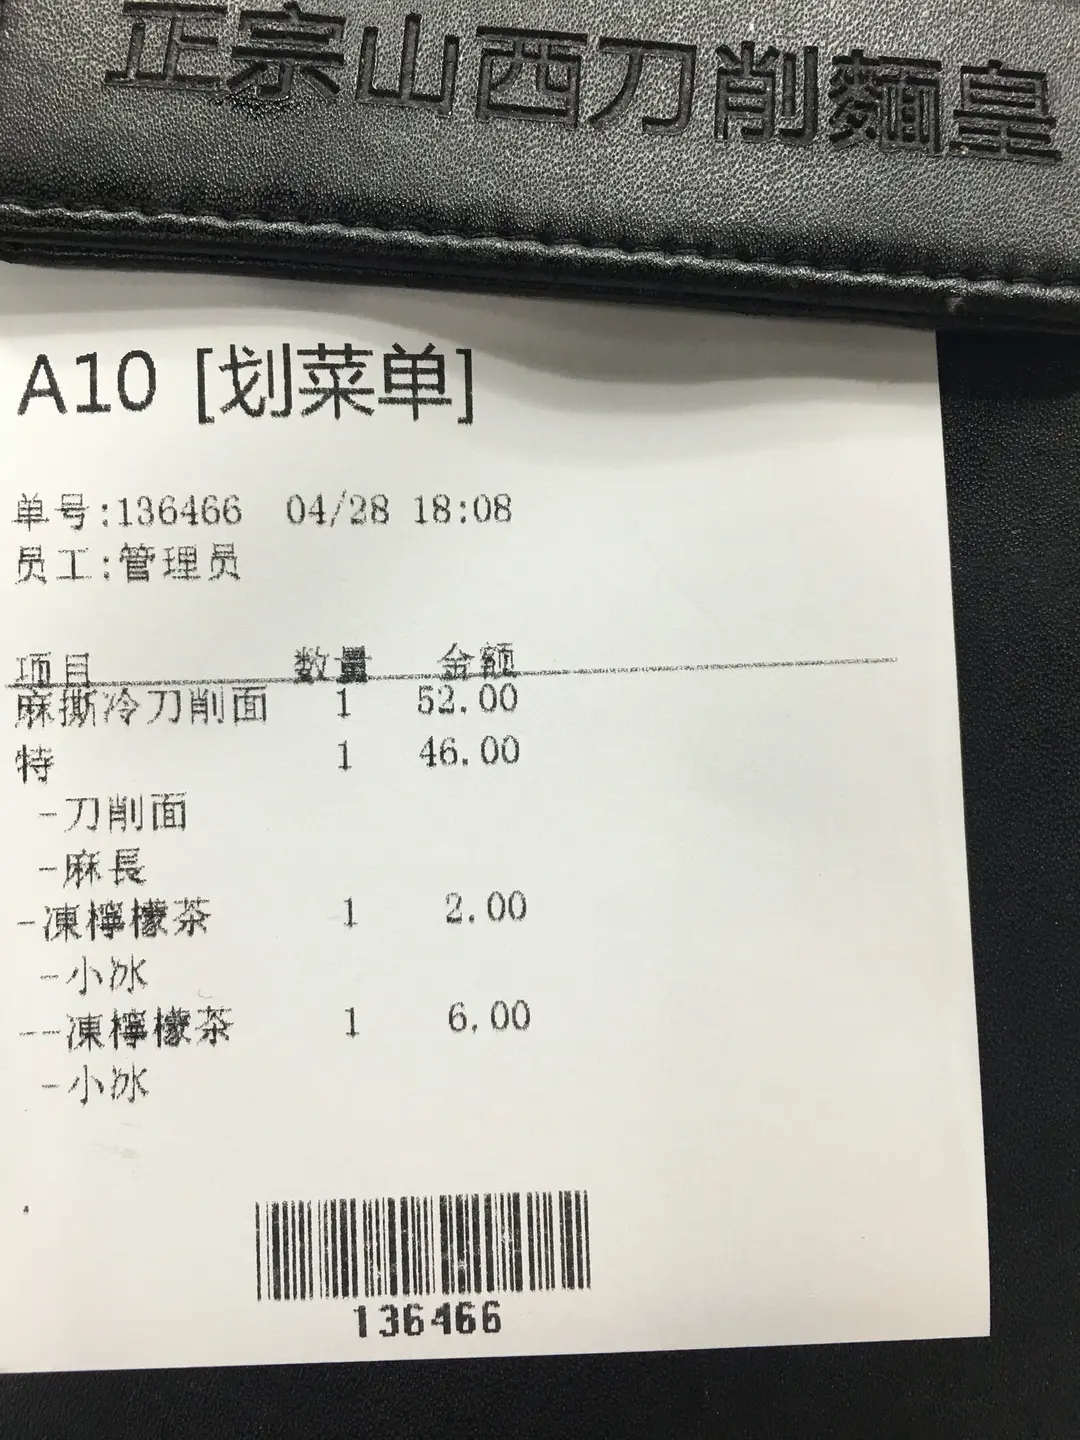 正宗山西刀削麵皇
A10 [划菜单]
单号:136466 04/28 18:08
员工:管理员
项目 数量 金额
麻撕冷刀削面 1 52.00
特 1 46.00
-刀削面
-麻長
-凍檸檬茶 1 2.00
-小冰
--凍檸檬茶 1 6.00
-小冰
136466